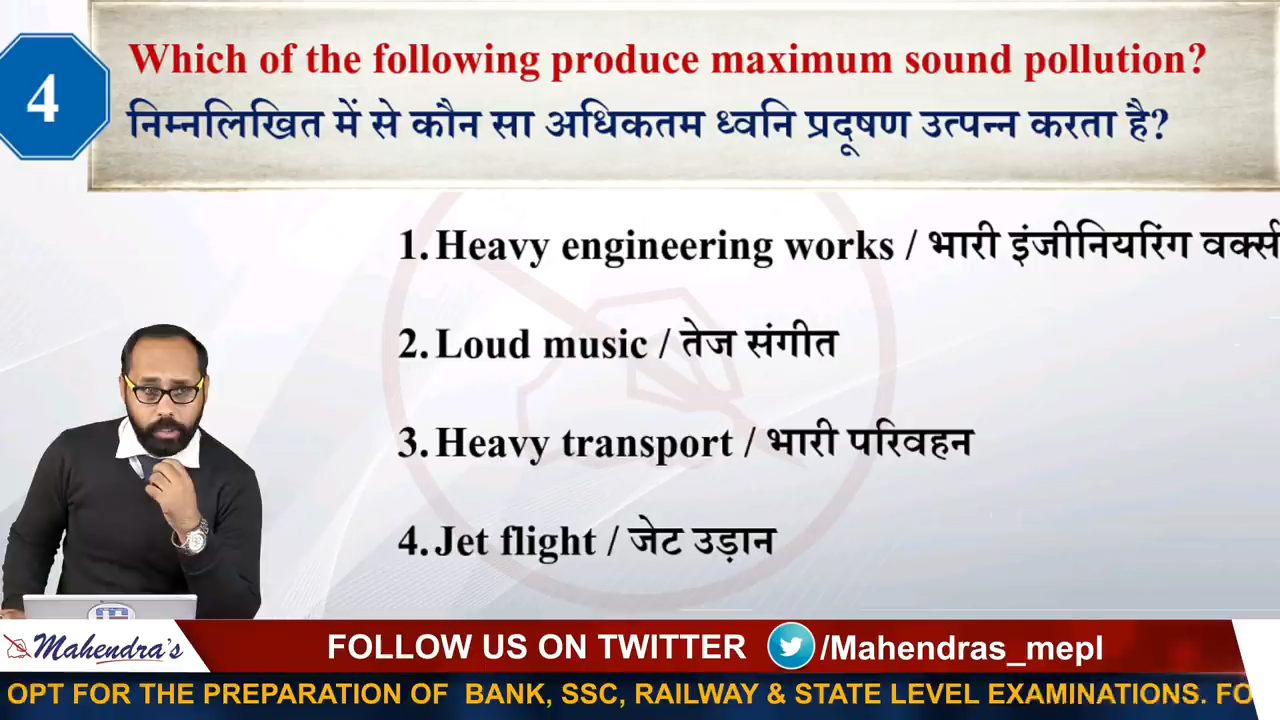 4
Which of the following produce maximum sound pollution?
निम्नलिखित में से कौन सा अधिकतम ध्वनि प्रदूषण उत्पन्न करता है?
1. Heavy engineering works / भारी इंजीनियरिंग वर्क्स
2. Loud music / तेज संगीत
3. Heavy transport / भारी परिवहन
4. Jet flight / जेट उड़ान
Mahendra's
FOLLOW US ON TWITTER /Mahendras_mepl
OPT FOR THE PREPARATION OF BANK, SSC, RAILWAY & STATE LEVEL EXAMINATIONS. FO